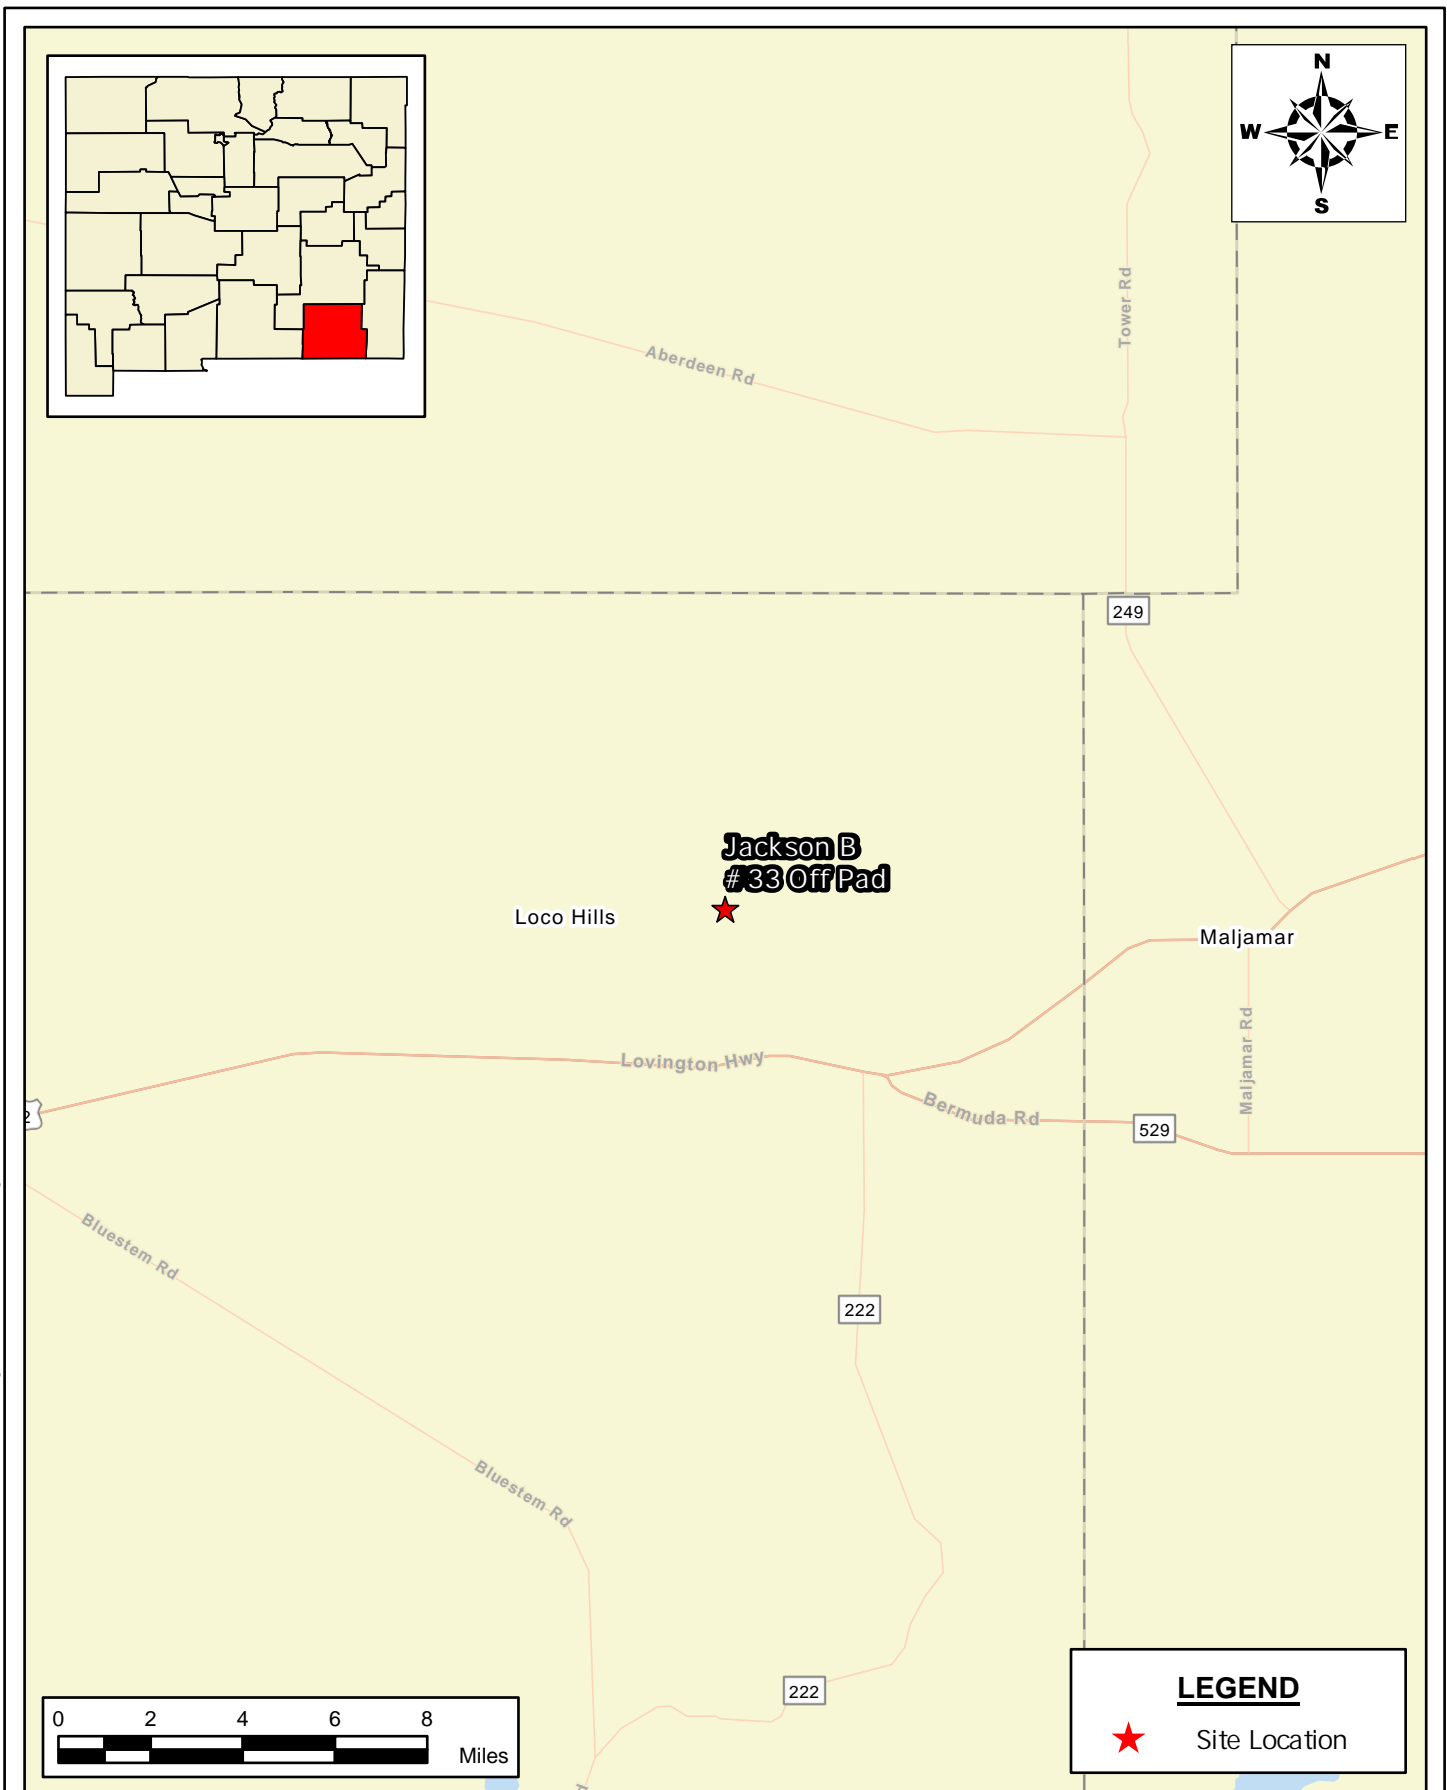 N
W E
S
Tower Rd
Aberdeen Rd
249
Jackson B
# 33 Off Pad
Loco Hills
Maljamar
Maljamar Rd
Lovington Hwy
2
Bermuda Rd
529
Bluestem Rd
222
Bluestem Rd
222
0 2 4 6 8
Miles
LEGEND
Site Location